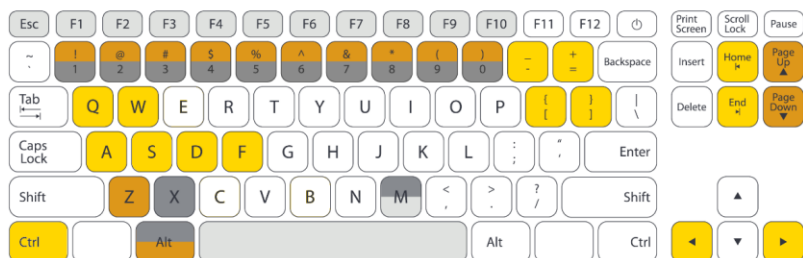 Esc F1 F2 F3 F4 F5 F6 F7 F8 F9 F10 F11 F12 Print Screen Scroll Lock Pause
~ ! @ # $ % ^ & * ( ) _ +
` 1 2 3 4 5 6 7 8 9 0 - = Backspace Insert Home Page Up
Tab Q W E R T Y U I O P { [ } ] | \ Delete End Page Down
Caps Lock A S D F G H J K L : ; " ' Enter
Shift Z X C V B N M < , > . ? / Shift
Ctrl Alt Alt Ctrl